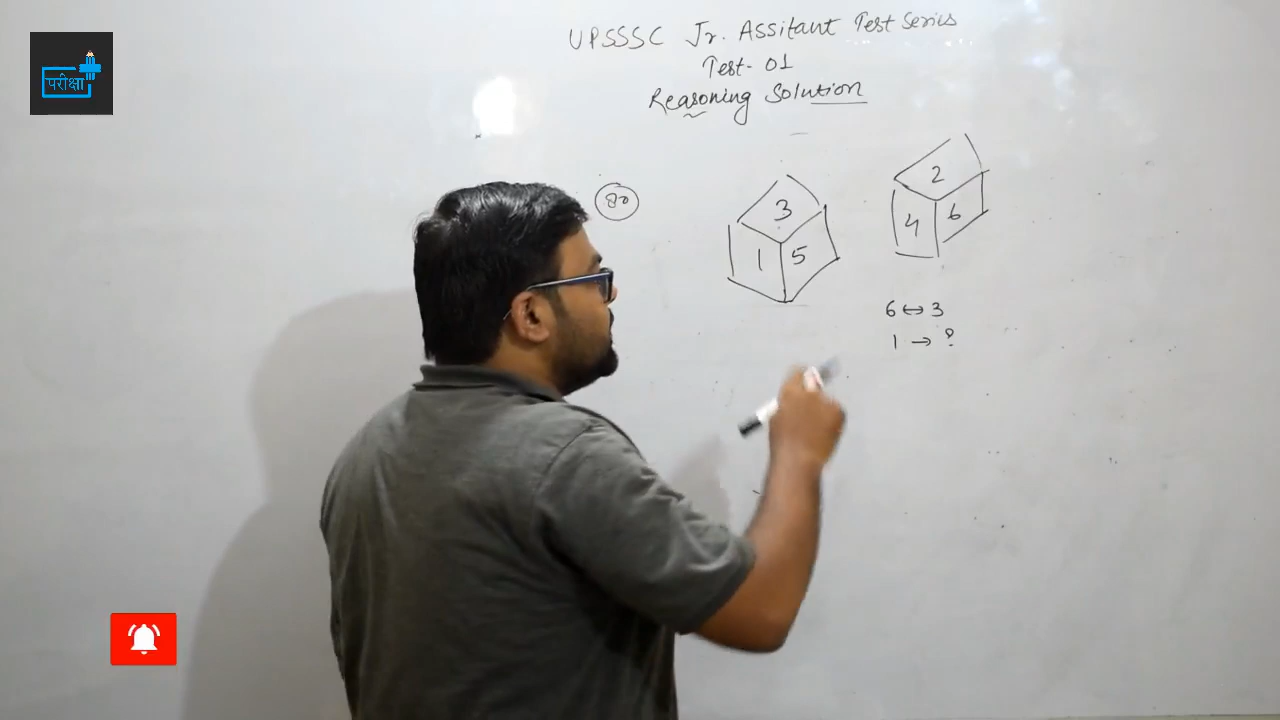 परीक्षा
UPSSSC Jr. Assitant Test Series
Test-01
Reasoning Solution
80
3
1 5
2
4 6
6 ↔ 3
1 → ?